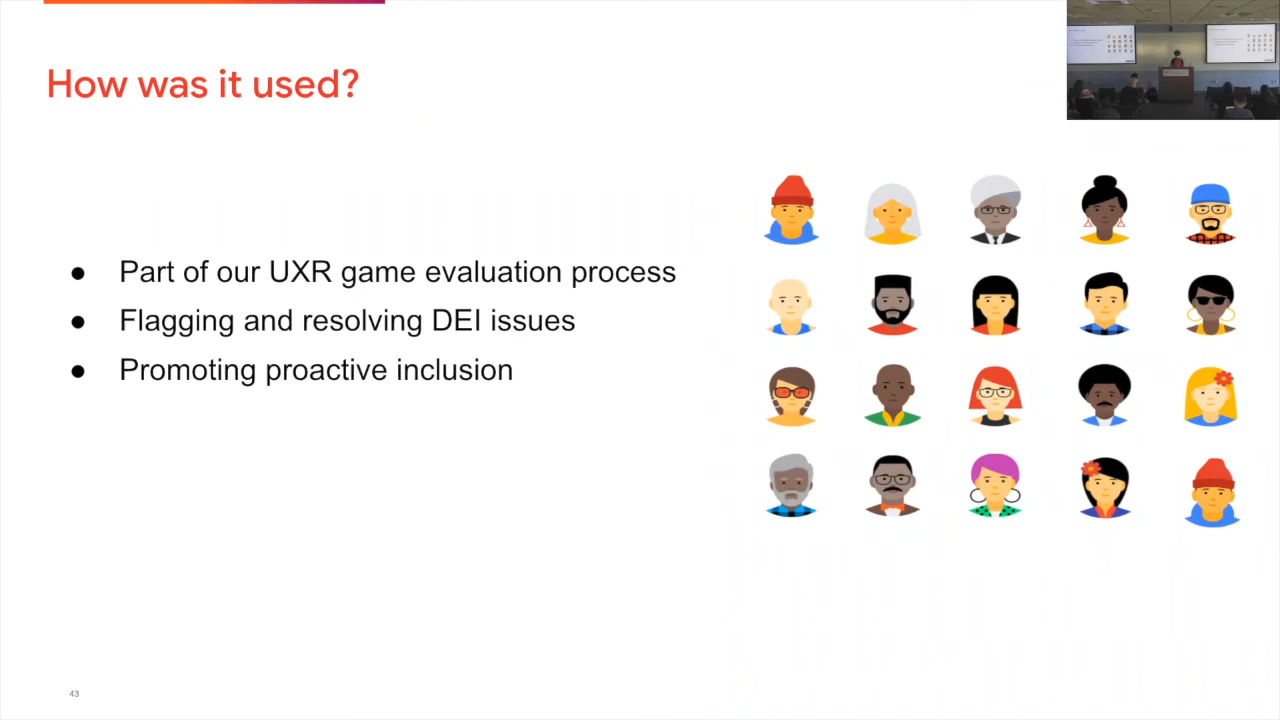 How was it used?
● Part of our UXR game evaluation process
● Flagging and resolving DEI issues
● Promoting proactive inclusion
43